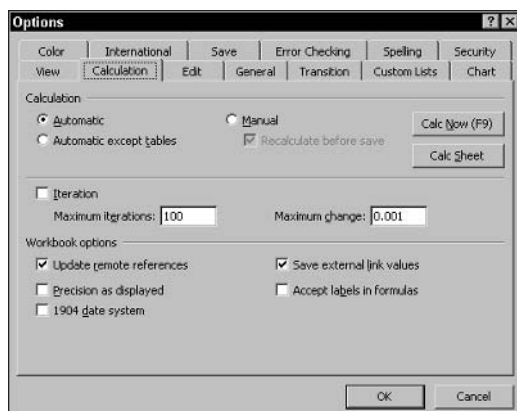 Options
Color International Save Error Checking Spelling Security
View Calculation Edit General Transition Custom Lists Chart
Calculation
Automatic Manual Calc Now (F9)
Automatic except tables Recalculate before save
Calc Sheet
Iteration
Maximum iterations: 100 Maximum change: 0.001
Workbook options
Update remote references Save external link values
Precision as displayed Accept labels in formulas
1904 date system
OK Cancel